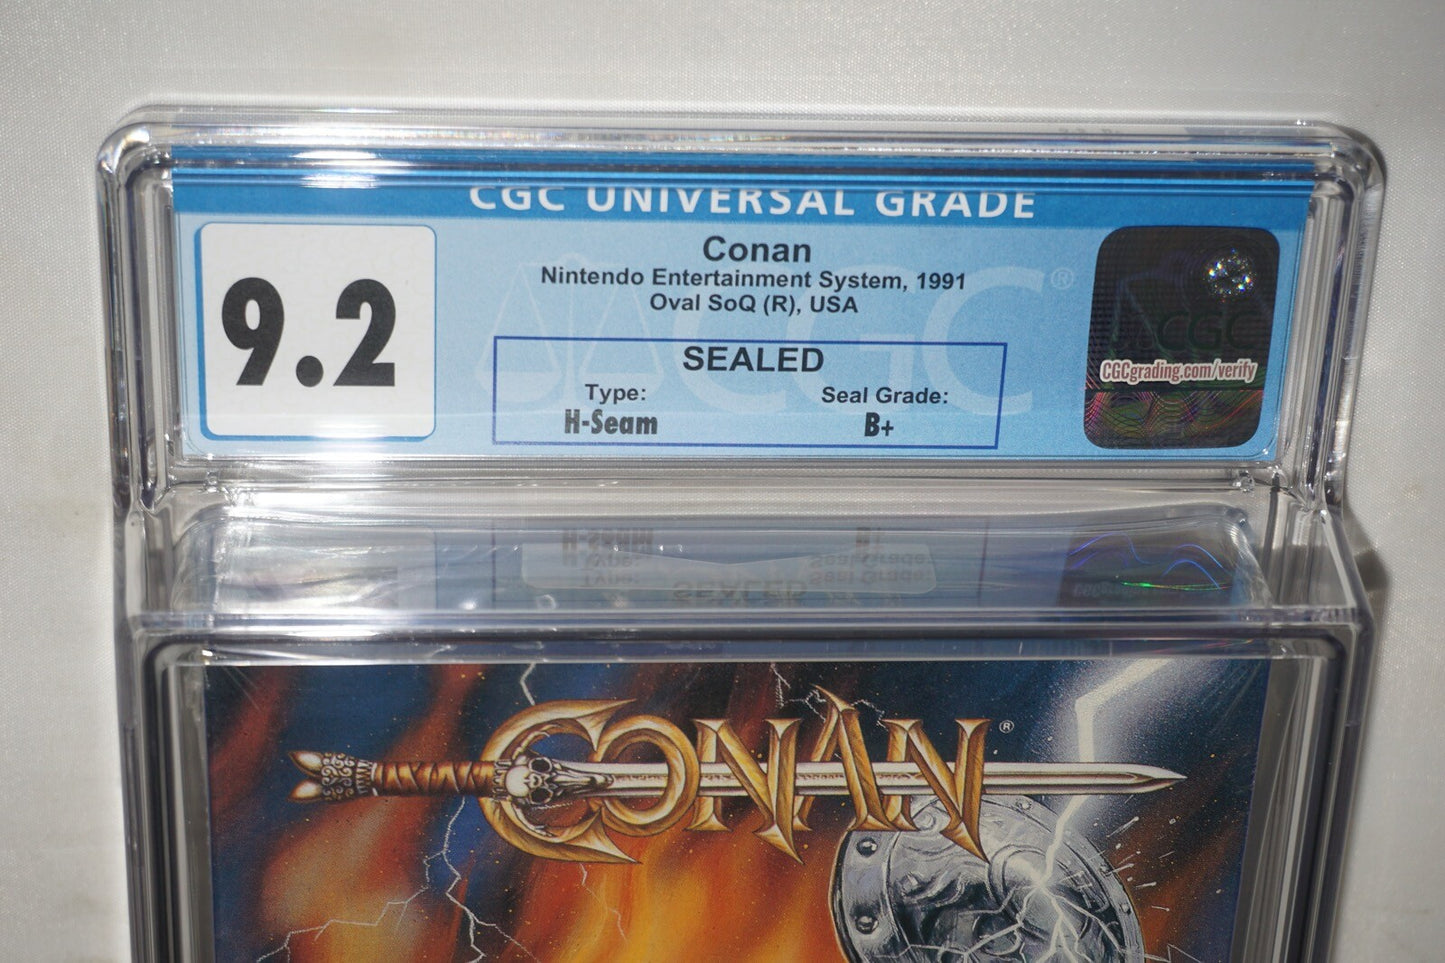 CGC UNIVERSAL GRADE
9.2
Conan
Nintendo Entertainment System, 1991
Oval SoQ (R), USA
CGC®
SEALED
Type:
H-Seam
Seal Grade:
B+
CGC
CGCgrading.com/verify
CONAN®